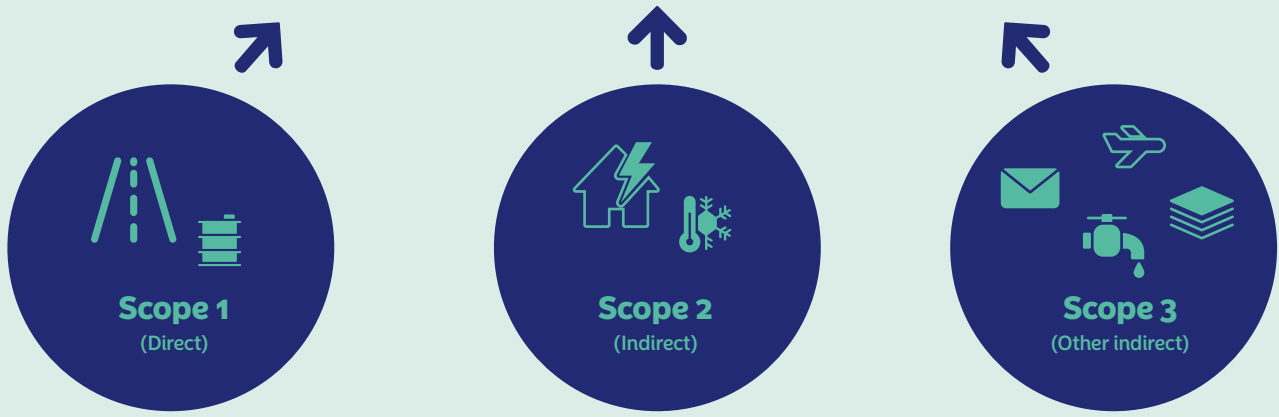 Scope 1
(Direct)
Scope 2
(Indirect)
Scope 3
(Other indirect)